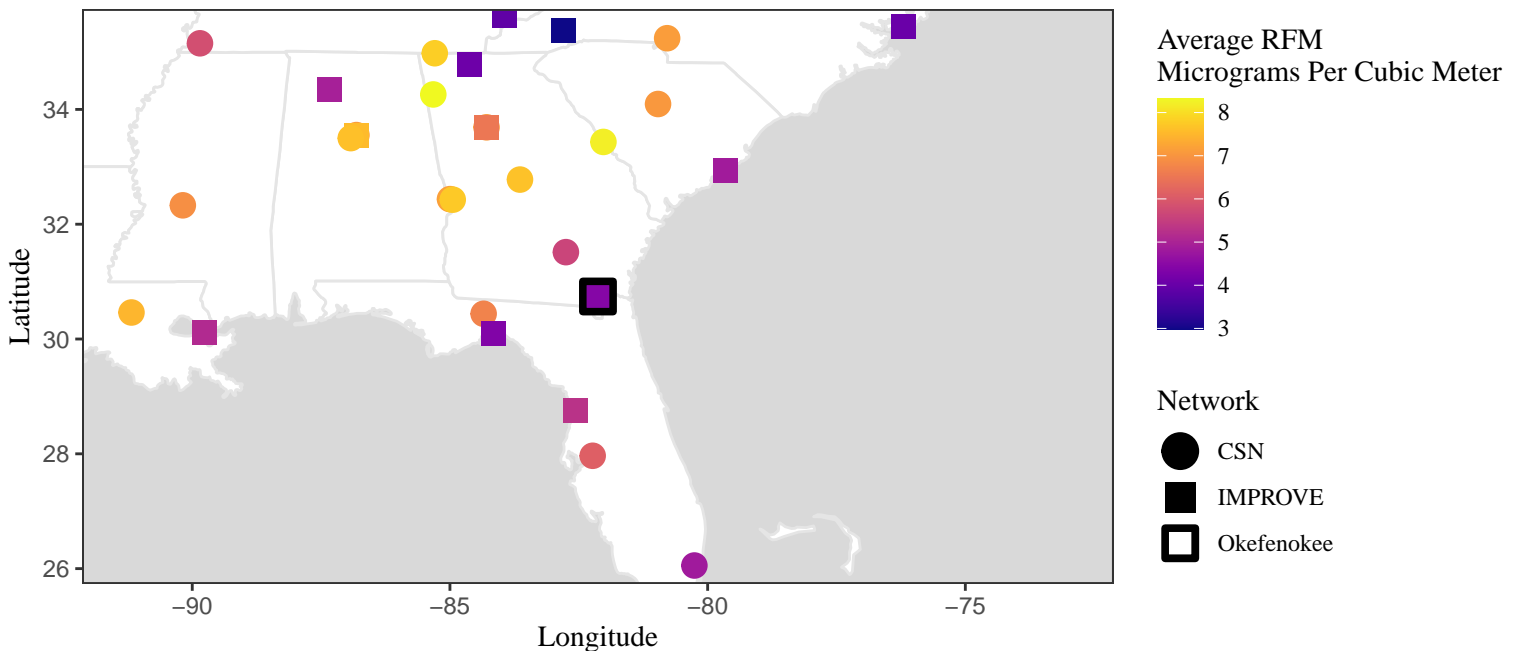 Average RFM
Micrograms Per Cubic Meter
8
7
6
5
4
3
Network
CSN
IMPROVE
Okefenokee
Latitude
34
32
30
28
26
−90
−85
−80
−75
Longitude